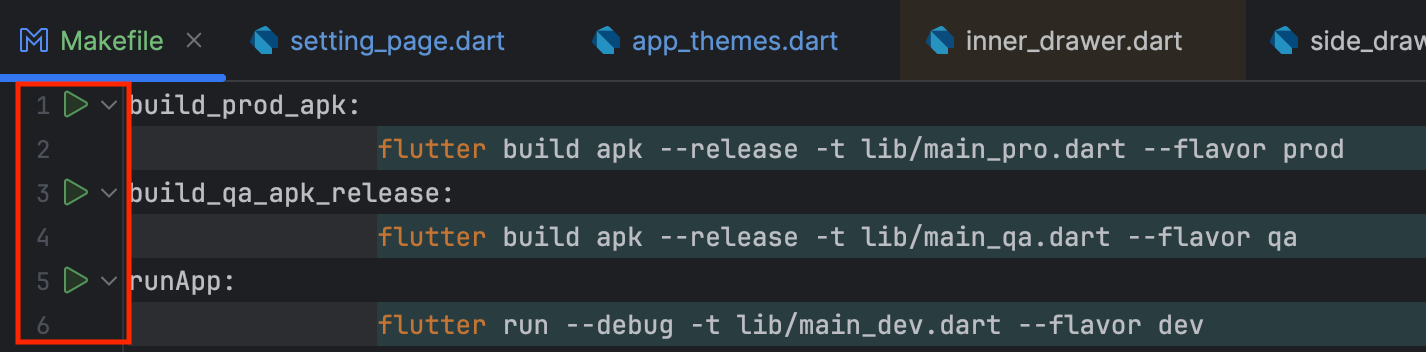 Makefile setting_page.dart app_themes.dart inner_drawer.dart side_draw
1 build_prod_apk:
2 flutter build apk --release -t lib/main_pro.dart --flavor prod
3 build_qa_apk_release:
4 flutter build apk --release -t lib/main_qa.dart --flavor qa
5 runApp:
6 flutter run --debug -t lib/main_dev.dart --flavor dev